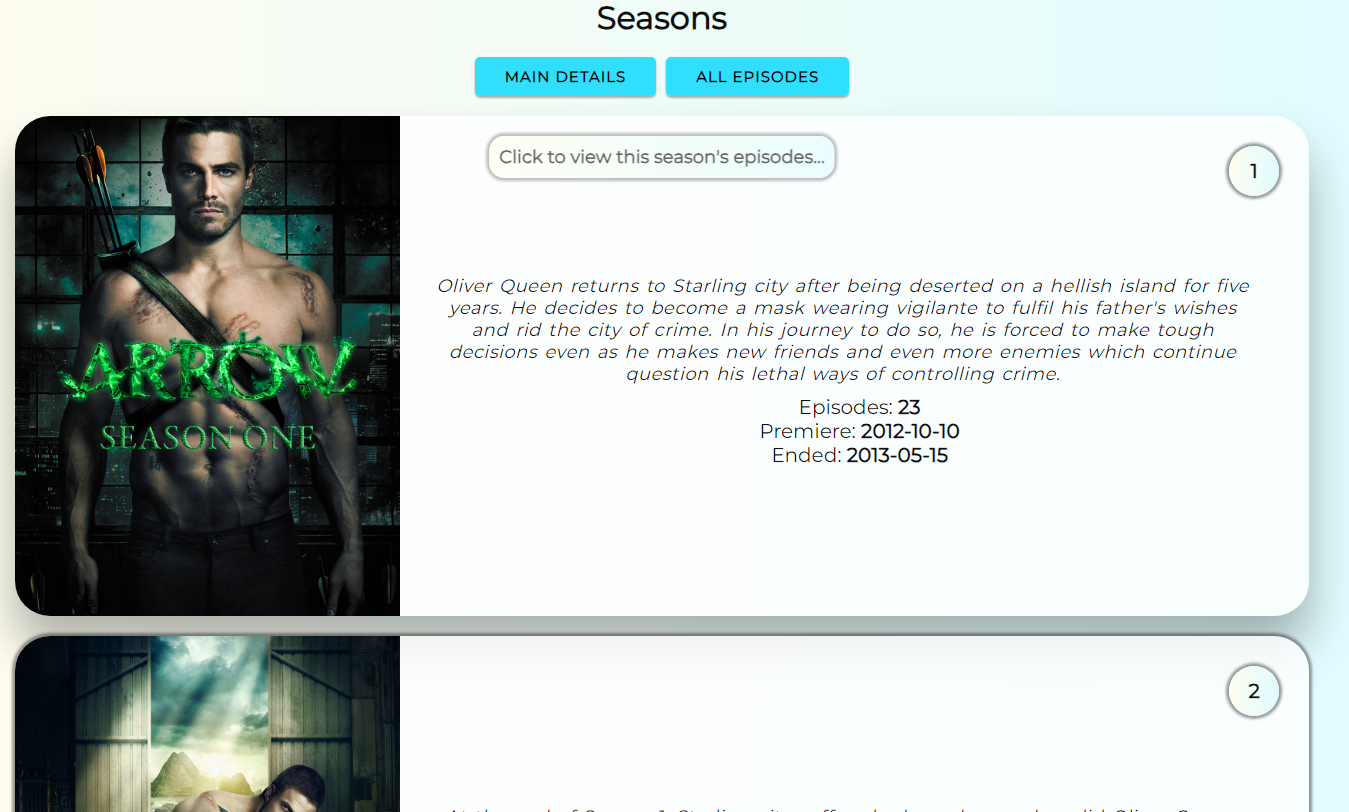 Seasons
MAIN DETAILS
ALL EPISODES
Click to view this season's episodes...
1
ARROW
SEASON ONE
Oliver Queen returns to Starling city after being deserted on a hellish island for five
years. He decides to become a mask wearing vigilante to fulfil his father's wishes
and rid the city of crime. In his journey to do so, he is forced to make tough
decisions even as he makes new friends and even more enemies which continue
question his lethal ways of controlling crime.
Episodes: 23
Premiere: 2012-10-10
Ended: 2013-05-15
2